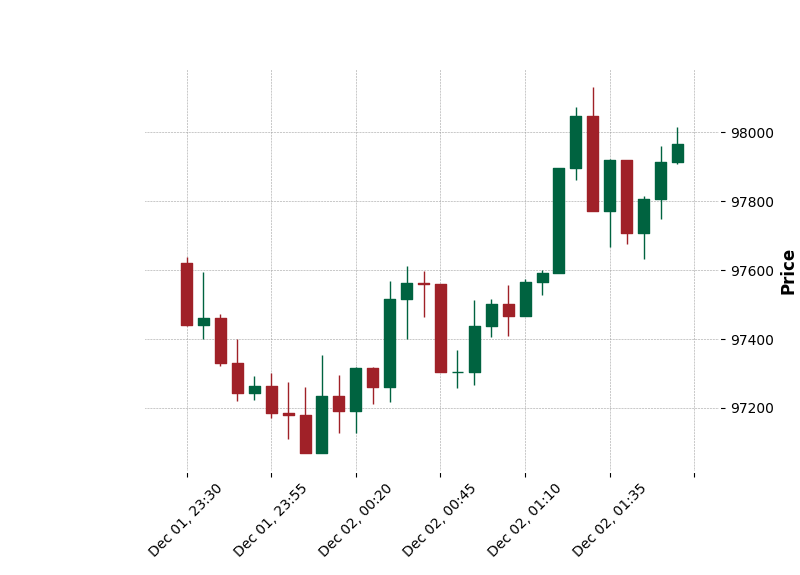 98000
97800
97600
97400
97200
Price
Dec 01, 23:30
Dec 01, 23:55
Dec 02, 00:20
Dec 02, 00:45
Dec 02, 01:10
Dec 02, 01:35